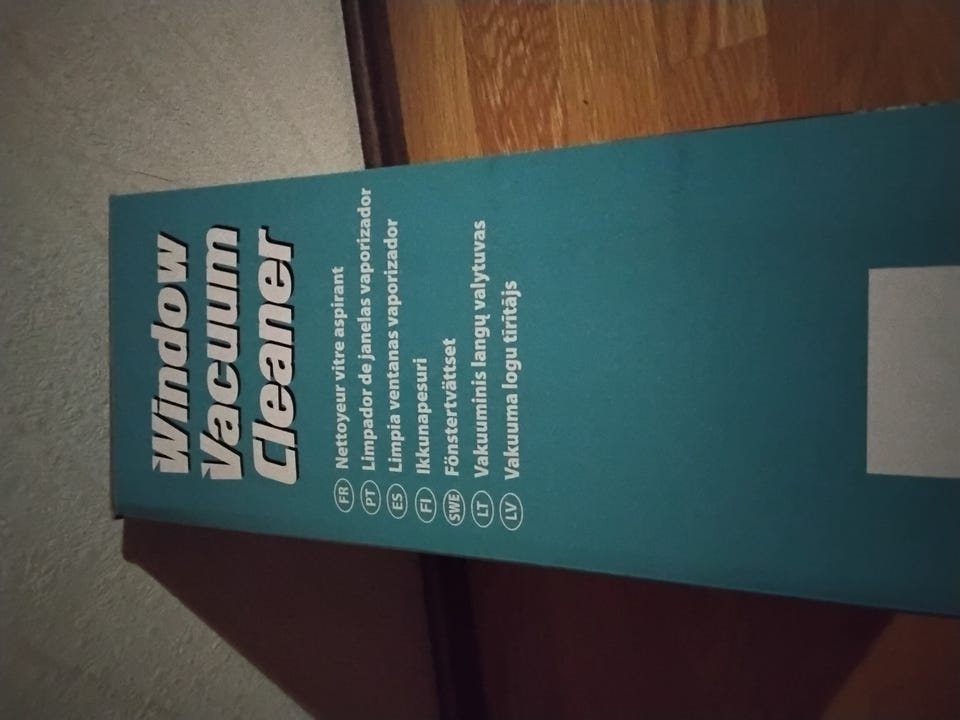 Window
Vacuum
Cleaner
FR Nettoyeur vitre aspirant
PT Limpador de janelas vaporizador
ES Limpia ventanas vaporizador
FI Ikkunapesuri
SWE Fönstertvättset
LT Vakuuminis langų valytuvas
LV Vakuuma logu tīrītājs